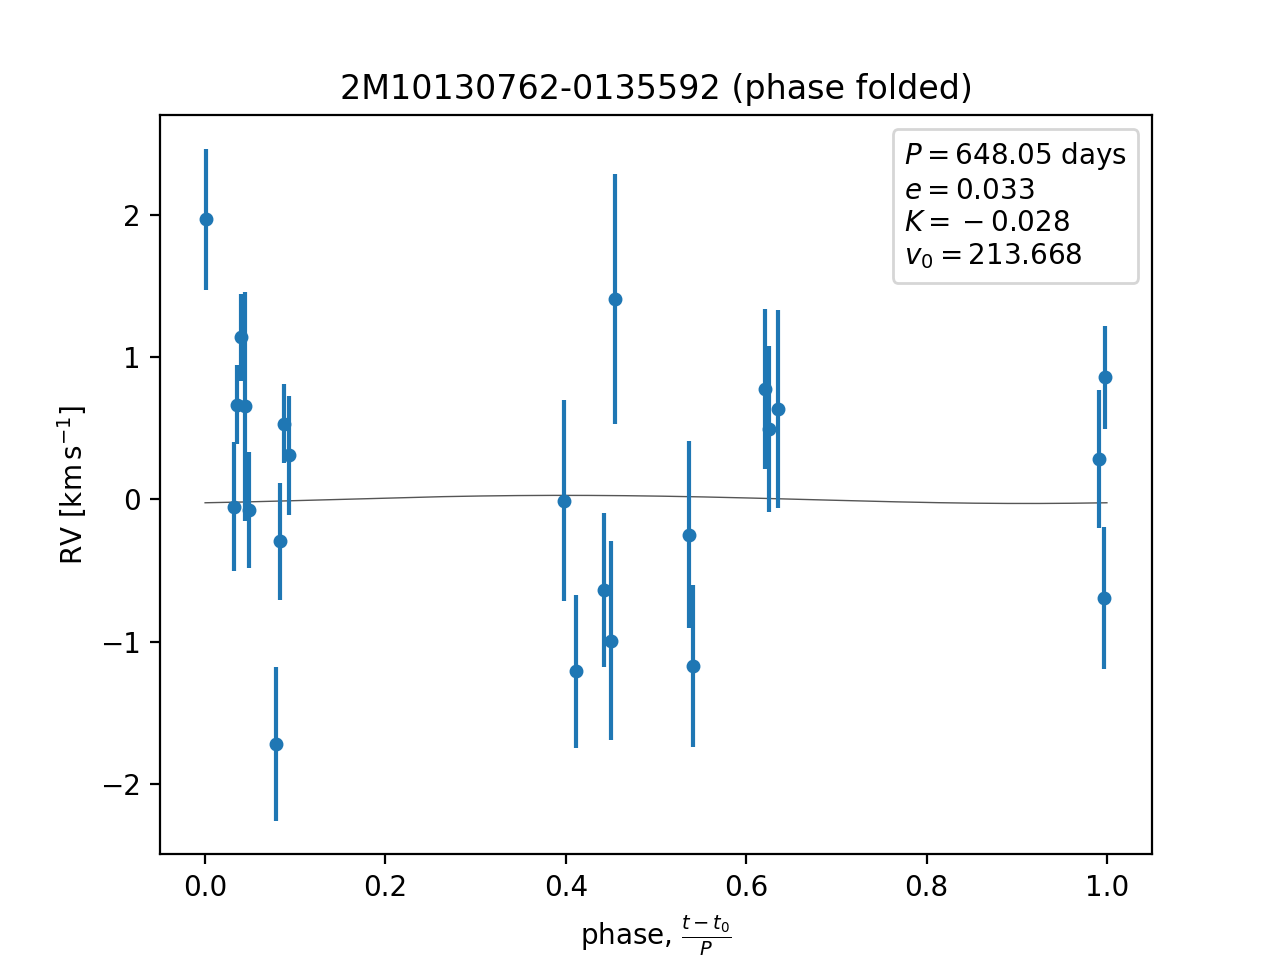 2M10130762-0135592 (phase folded)
P = 648.05 days
e = 0.033
K = −0.028
v₀ = 213.668
2
1
0
−1
−2
RV [km s⁻¹]
0.0 0.2 0.4 0.6 0.8 1.0
phase, (t − t₀)/P